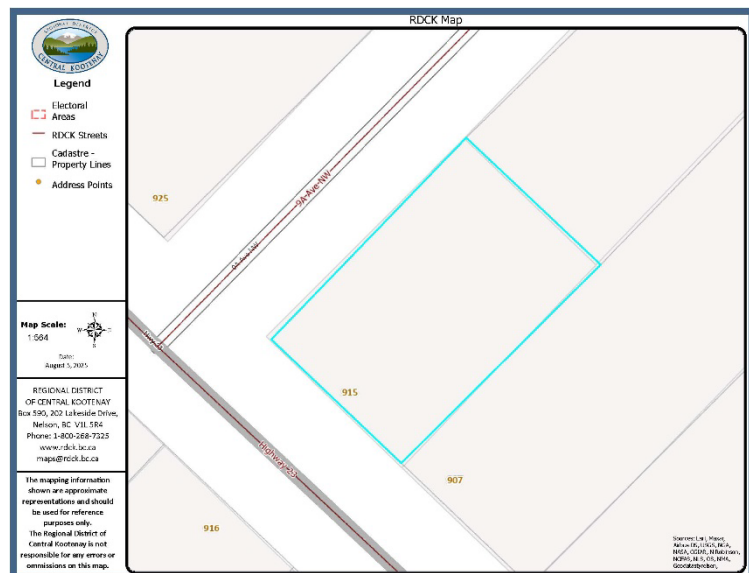 RDCK Map
CENTRAL KOOTENAY
Legend
Electoral
Areas
RDCK Streets
Cadastre -
Property Lines
Address Points
Map Scale:
1:564
N
W
S
Date:
August 5, 2025
REGIONAL DISTRICT
OF CENTRAL KOOTENAY
Box 590, 202 Lakeside Drive,
Nelson, BC V1L 5R4
Phone: 1-800-268-7325
www.rdck.bc.ca
maps@rdck.bc.ca
The mapping information
shown are approximate
representations and should
be used for reference
purposes only.
The Regional District of
Central Kootenay is not
responsible for any errors or
ommissions on this map.
925
9A-Ave-NW
915
907
916